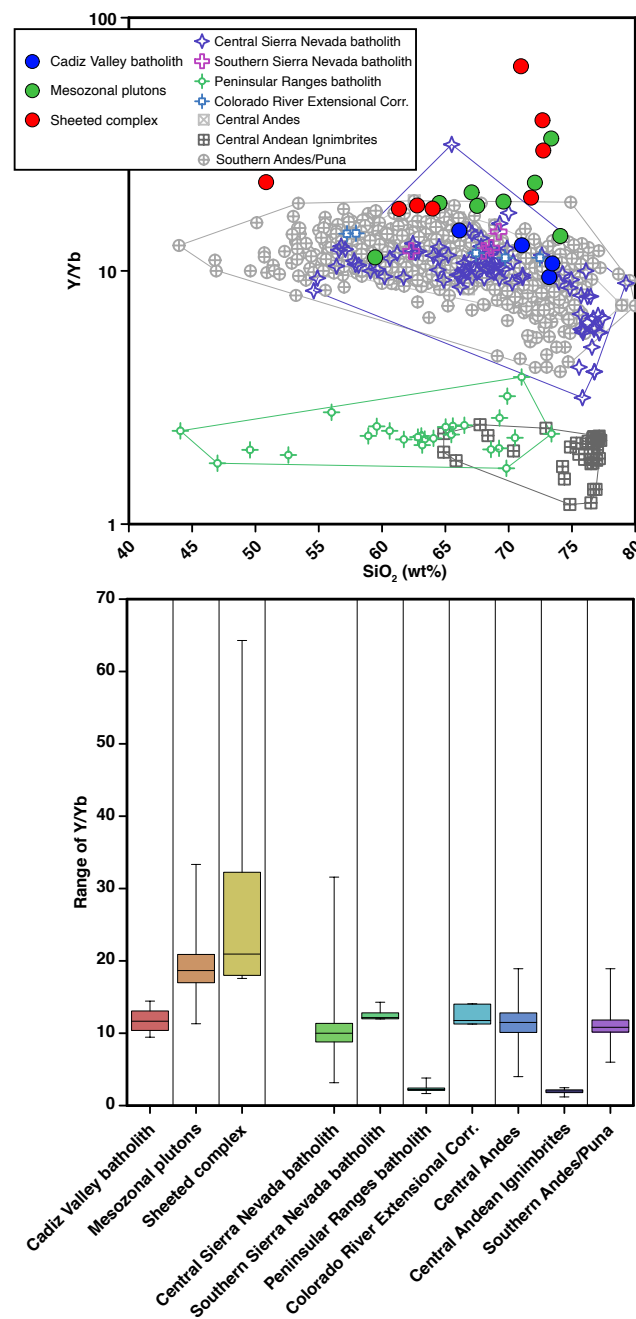 100
10
1
Y/Yb
Cadiz Valley batholith
Mesozonal plutons
Sheeted complex
Central Sierra Nevada batholith
Southern Sierra Nevada batholith
Peninsular Ranges batholith
Colorado River Extensional Corr.
Central Andes
Central Andean Ignimbrites
Southern Andes/Puna
40 45 50 55 60 65 70 75 80
SiO₂ (wt%)
70
60
50
40
30
20
10
0
Range of Y/Yb
Cadiz Valley batholith
Mesozonal plutons
Sheeted complex
Central Sierra Nevada batholith
Southern Sierra Nevada batholith
Peninsular Ranges batholith
Colorado River Extensional Corr.
Central Andes
Central Andean Ignimbrites
Southern Andes/Puna